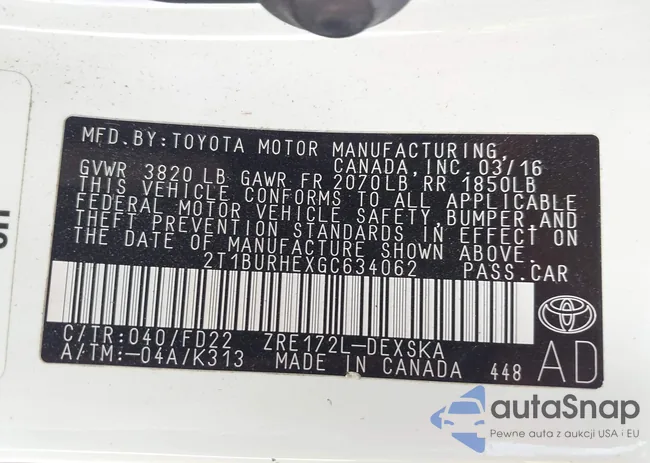 MFD.BY:TOYOTA MOTOR MANUFACTURING,
CANADA,INC. 03/16
GVWR 3820 LB GAWR FR 2070LB RR 1850LB
THIS VEHICLE CONFORMS TO ALL APPLICABLE
FEDERAL MOTOR VEHICLE SAFETY, BUMPER AND
THEFT PREVENTION STANDARDS IN EFFECT ON
THE DATE OF MANUFACTURE SHOWN ABOVE.
2T1BURHEXGC634062 PASS.CAR
C/TR:040/FD22 ZRE172L-DEXSKA
A/TM:-04A/K313 MADE IN CANADA 448
AD
autaSnap
Pewne auta z aukcji USA i EU